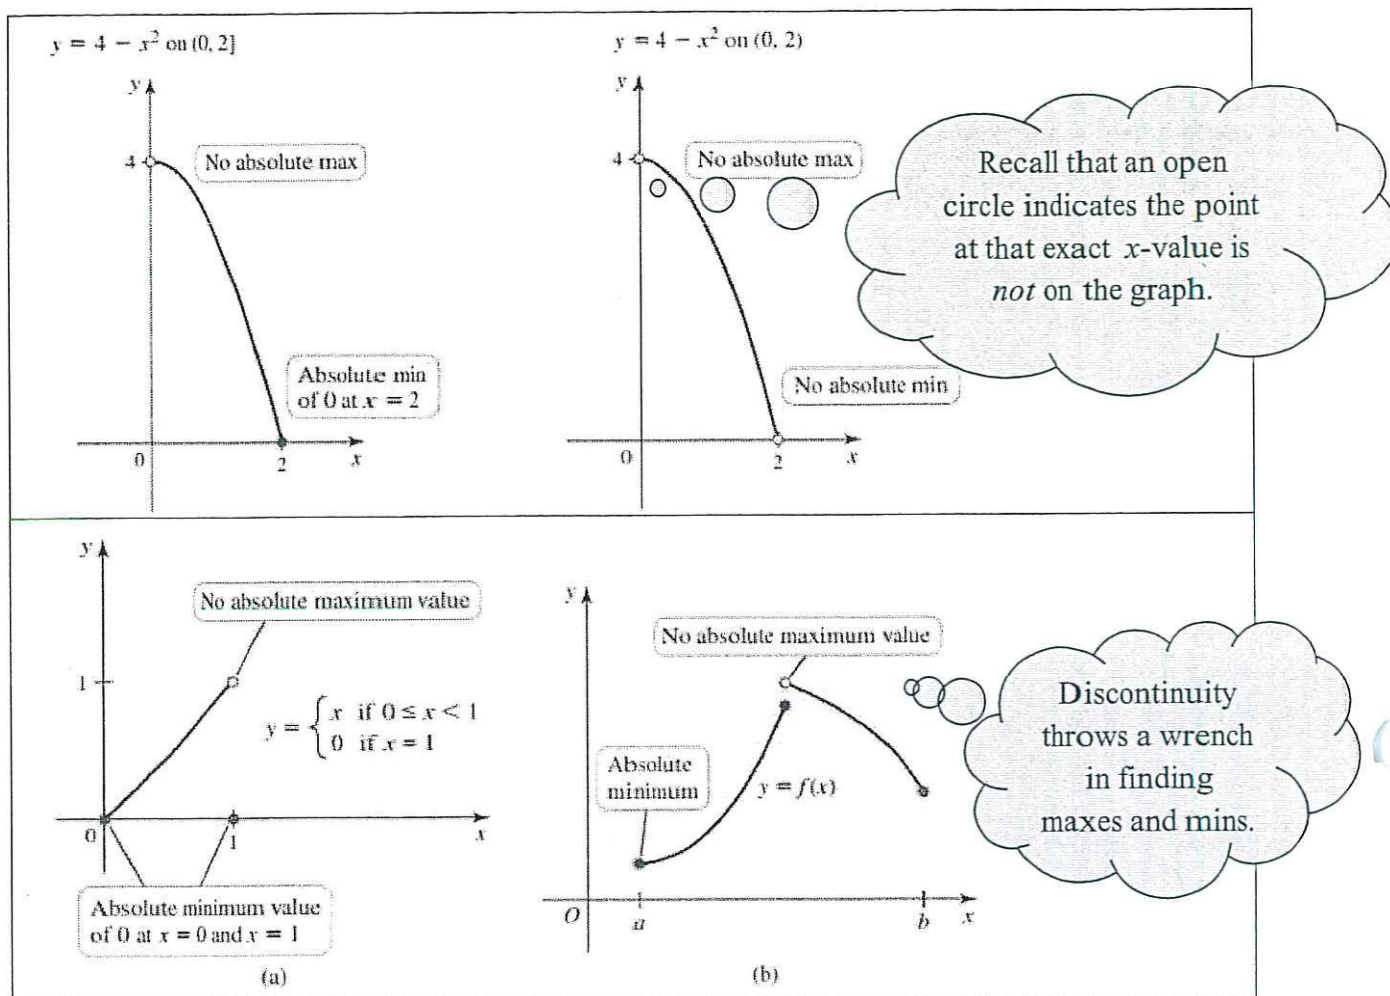 y = 4 − x² on (0, 2]
y
4
No absolute max
Absolute min
of 0 at x = 2
0
2
x
y = 4 − x² on (0, 2)
y
4
No absolute max
No absolute min
0
2
x
Recall that an open
circle indicates the point
at that exact x-value is
not on the graph.
y
No absolute maximum value
1
y = { x if 0 ≤ x < 1
0 if x = 1
0
1
x
Absolute minimum value
of 0 at x = 0 and x = 1
(a)
y
No absolute maximum value
Absolute
minimum
y = f(x)
O
a
b
x
(b)
Discontinuity
throws a wrench
in finding
maxes and mins.